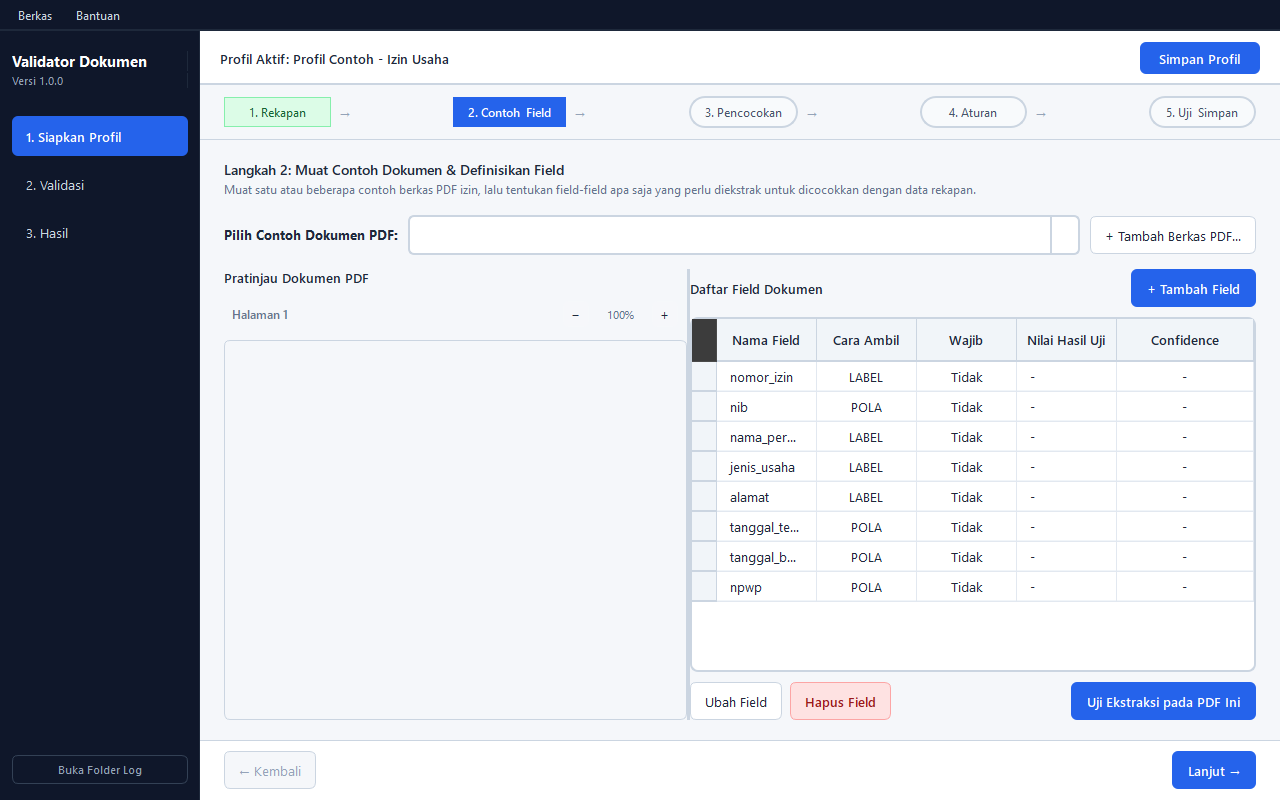 Berkas Bantuan
Validator Dokumen
Versi 1.0.0
1. Siapkan Profil
2. Validasi
3. Hasil
Buka Folder Log
Profil Aktif: Profil Contoh - Izin Usaha
Simpan Profil
1. Rekapan → 2. Contoh Field → 3. Pencocokan → 4. Aturan → 5. Uji Simpan
Langkah 2: Muat Contoh Dokumen & Definisikan Field
Muat satu atau beberapa contoh berkas PDF izin, lalu tentukan field-field apa saja yang perlu diekstrak untuk dicocokkan dengan data rekapan.
Pilih Contoh Dokumen PDF:
+ Tambah Berkas PDF...
Pratinjau Dokumen PDF
Halaman 1 − 100% +
Daftar Field Dokumen
+ Tambah Field
Nama Field Cara Ambil Wajib Nilai Hasil Uji Confidence
nomor_izin LABEL Tidak - -
nib POLA Tidak - -
nama_per... LABEL Tidak - -
jenis_usaha LABEL Tidak - -
alamat LABEL Tidak - -
tanggal_te... POLA Tidak - -
tanggal_b... POLA Tidak - -
npwp POLA Tidak - -
Ubah Field
Hapus Field
Uji Ekstraksi pada PDF Ini
← Kembali
Lanjut →